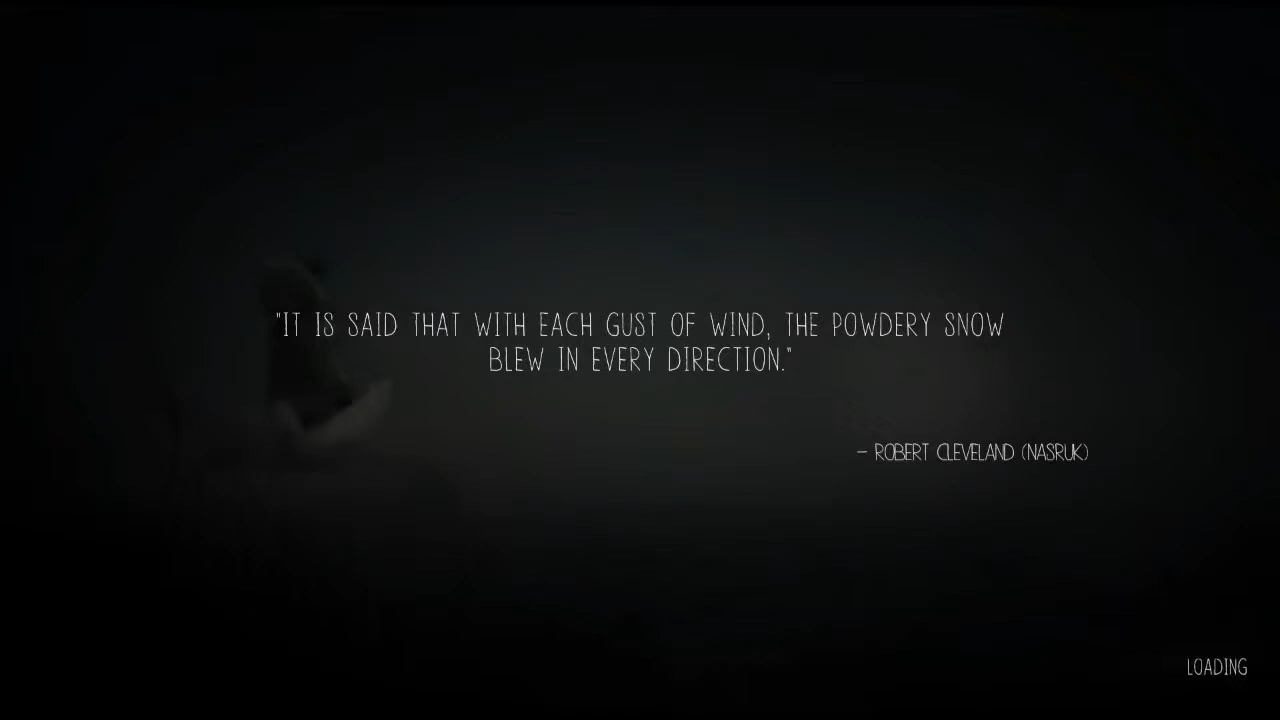 "IT IS SAID THAT WITH EACH GUST OF WIND, THE POWDERY SNOW
BLEW IN EVERY DIRECTION."
- ROBERT CLEVELAND (NASRUK)
LOADING